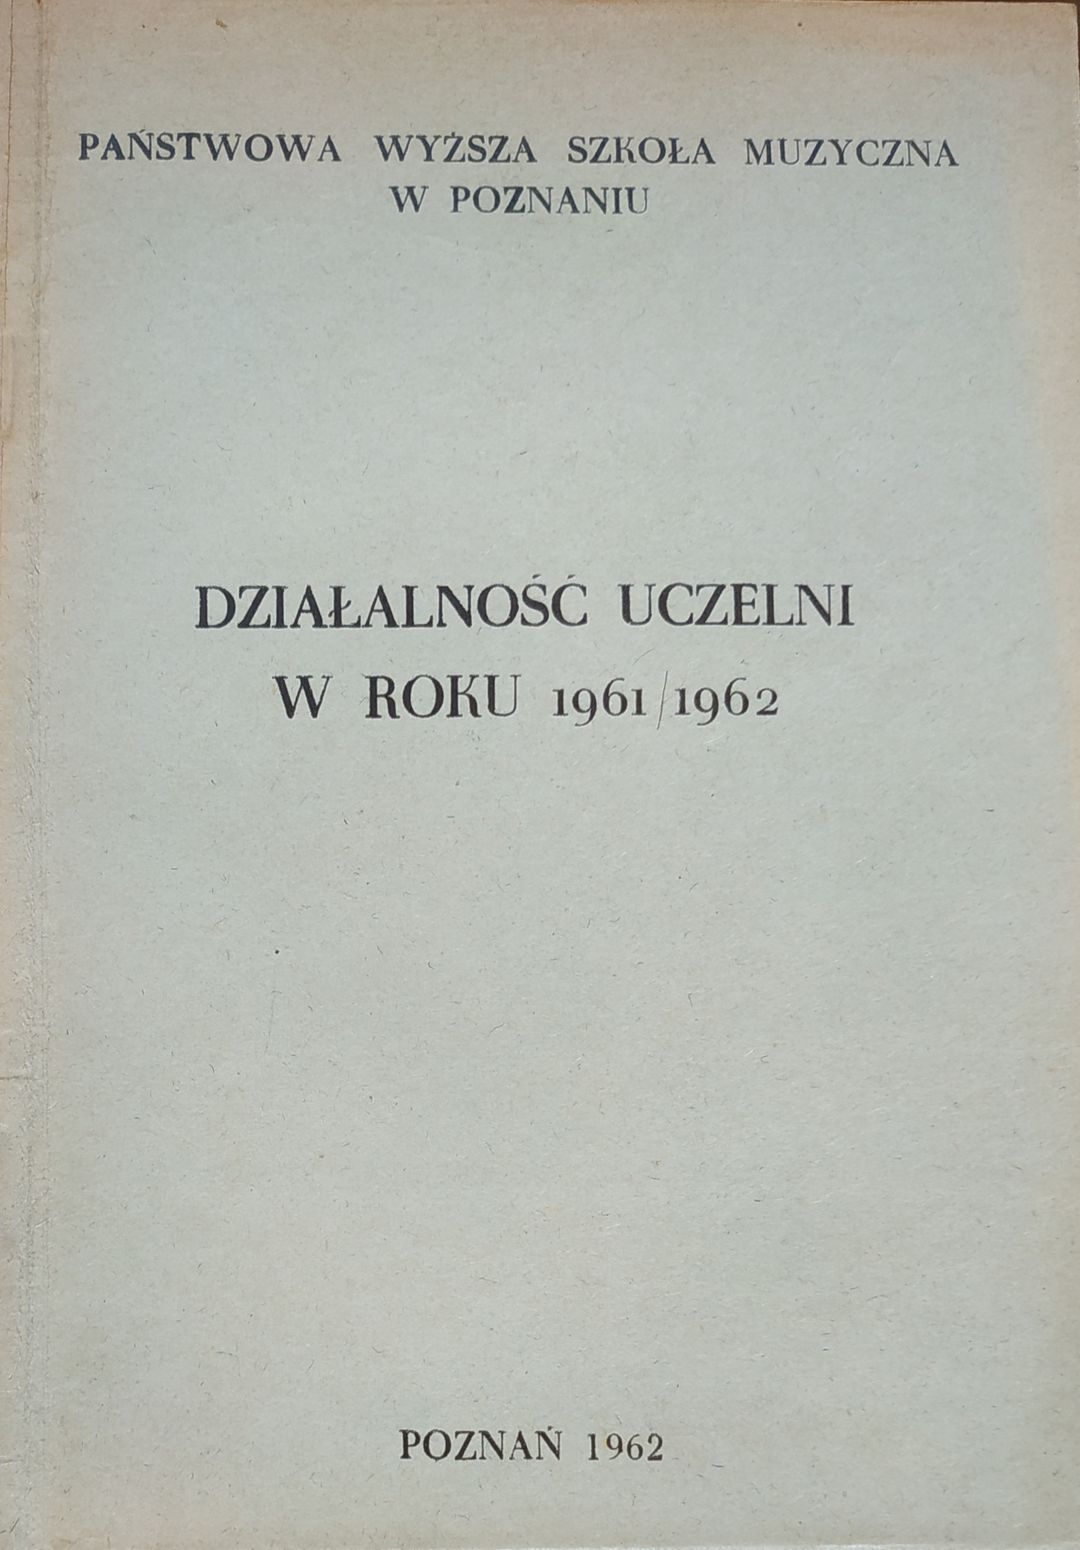 PAŃSTWOWA WYŻSZA SZKOŁA MUZYCZNA
W POZNANIU
DZIAŁALNOŚĆ UCZELNI
W ROKU 1961/1962
POZNAŃ 1962